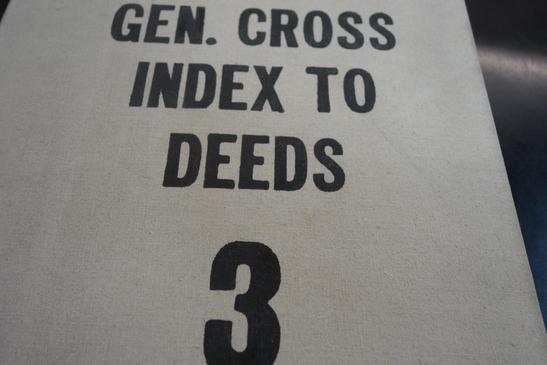 GEN. CROSS
INDEX TO
DEEDS
3